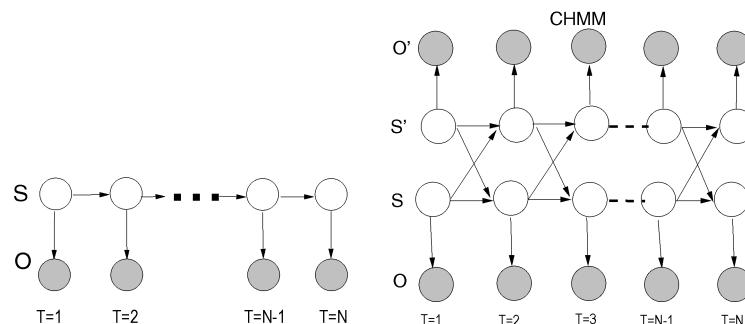 S
O
T=1 T=2 T=N-1 T=N
CHMM
O'
S'
S
O
T=1 T=2 T=3 T=N-1 T=N